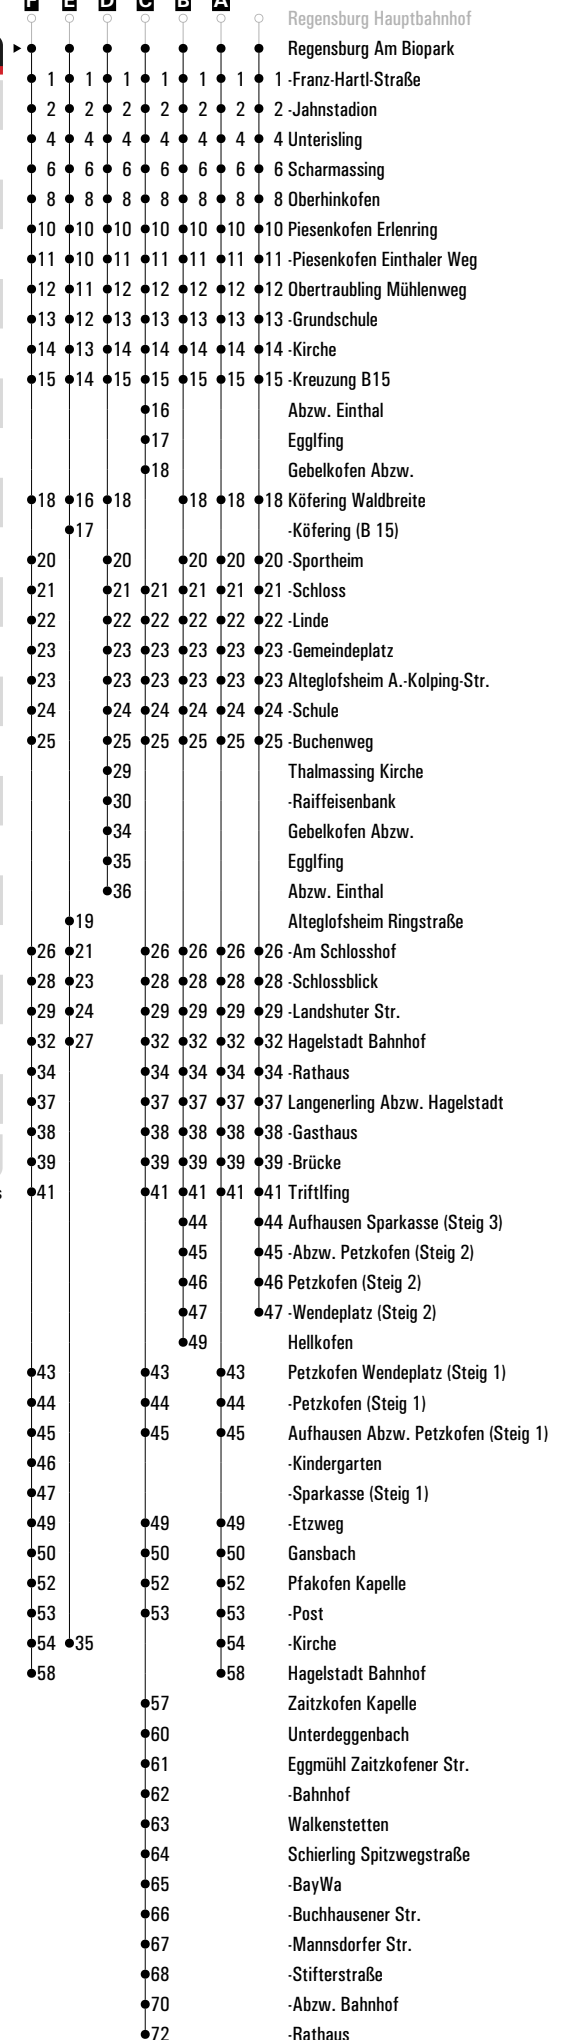 F E D C B A
Regensburg Hauptbahnhof
Regensburg Am Biopark
1 1 1 1 1 1 1 -Franz-Hartl-Straße
2 2 2 2 2 2 2 -Jahnstadion
4 4 4 4 4 4 4 Unterisling
6 6 6 6 6 6 6 Scharmassing
8 8 8 8 8 8 8 Oberhinkofen
10 10 10 10 10 10 10 Piesenkofen Erlenring
11 10 11 11 11 11 11 -Piesenkofen Einthaler Weg
12 11 12 12 12 12 12 Obertraubling Mühlenweg
13 12 13 13 13 13 13 -Grundschule
14 13 14 14 14 14 14 -Kirche
15 14 15 15 15 15 15 -Kreuzung B15
16 Abzw. Einthal
17 Egglfing
18 Gebelkofen Abzw.
18 16 18 18 18 18 Köfering Waldbreite
17 -Köfering (B 15)
20 20 20 20 20 -Sportheim
21 21 21 21 21 21 -Schloss
22 22 22 22 22 22 -Linde
23 23 23 23 23 23 -Gemeindeplatz
23 23 23 23 23 23 Alteglofsheim A.-Kolping-Str.
24 24 24 24 24 24 -Schule
25 25 25 25 25 25 -Buchenweg
29 Thalmassing Kirche
30 -Raiffeisenbank
34 Gebelkofen Abzw.
35 Egglfing
36 Abzw. Einthal
19 Alteglofsheim Ringstraße
26 21 26 26 26 26 -Am Schlosshof
28 23 28 28 28 28 -Schlossblick
29 24 29 29 29 29 -Landshuter Str.
32 27 32 32 32 32 Hagelstadt Bahnhof
34 34 34 34 34 -Rathaus
37 37 37 37 37 Langenerling Abzw. Hagelstadt
38 38 38 38 38 -Gasthaus
39 39 39 39 39 -Brücke
41 41 41 41 41 Triftlfing
44 44 Aufhausen Sparkasse (Steig 3)
45 45 -Abzw. Petzkofen (Steig 2)
46 46 Petzkofen (Steig 2)
47 47 -Wendeplatz (Steig 2)
49 Hellkofen
43 43 43 Petzkofen Wendeplatz (Steig 1)
44 44 44 -Petzkofen (Steig 1)
45 45 45 Aufhausen Abzw. Petzkofen (Steig 1)
46 -Kindergarten
47 -Sparkasse (Steig 1)
49 49 49 -Etzweg
50 50 50 Gansbach
52 52 52 Pfakofen Kapelle
53 53 53 -Post
54 35 54 -Kirche
58 58 Hagelstadt Bahnhof
57 Zaitzkofen Kapelle
60 Unterdeggenbach
61 Eggmühl Zaitzkofener Str.
62 -Bahnhof
63 Walkenstetten
64 Schierling Spitzwegstraße
65 -BayWa
66 -Buchhausener Str.
67 -Mannsdorfer Str.
68 -Stifterstraße
70 -Abzw. Bahnhof
72 -Rathaus